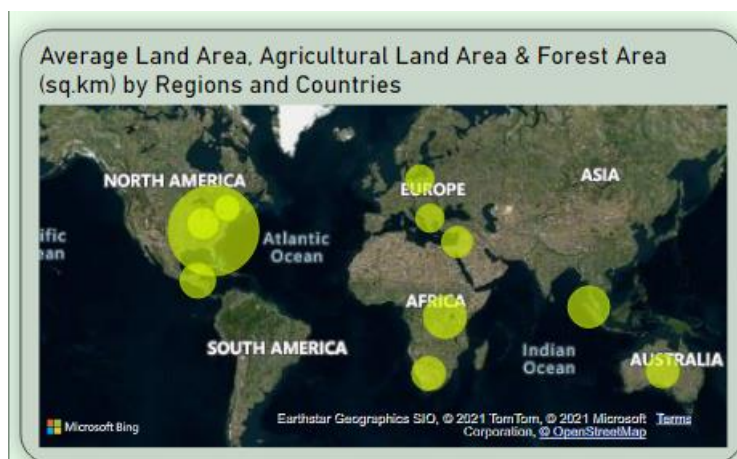 Average Land Area, Agricultural Land Area & Forest Area
(sq.km) by Regions and Countries
NORTH AMERICA
EUROPE
ASIA
ific
ean
Atlantic
Ocean
AFRICA
SOUTH AMERICA
Indian
Ocean
AUSTRALIA
Microsoft Bing
Earthstar Geographics SIO, © 2021 TomTom, © 2021 Microsoft Terms
Corporation, © OpenStreetMap